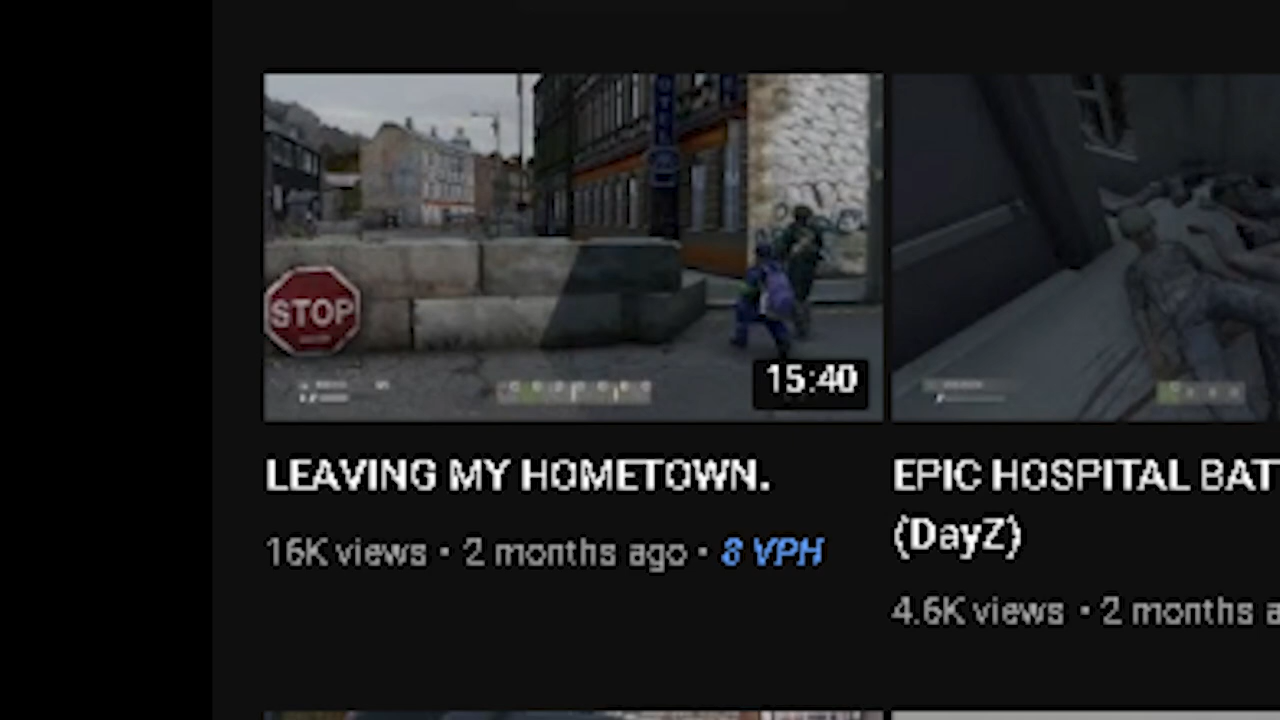 OTEL
STOP
15:40
LEAVING MY HOMETOWN.
16K views • 2 months ago • 8 VPH
EPIC HOSPITAL BAT
(DayZ)
4.6K views • 2 months a